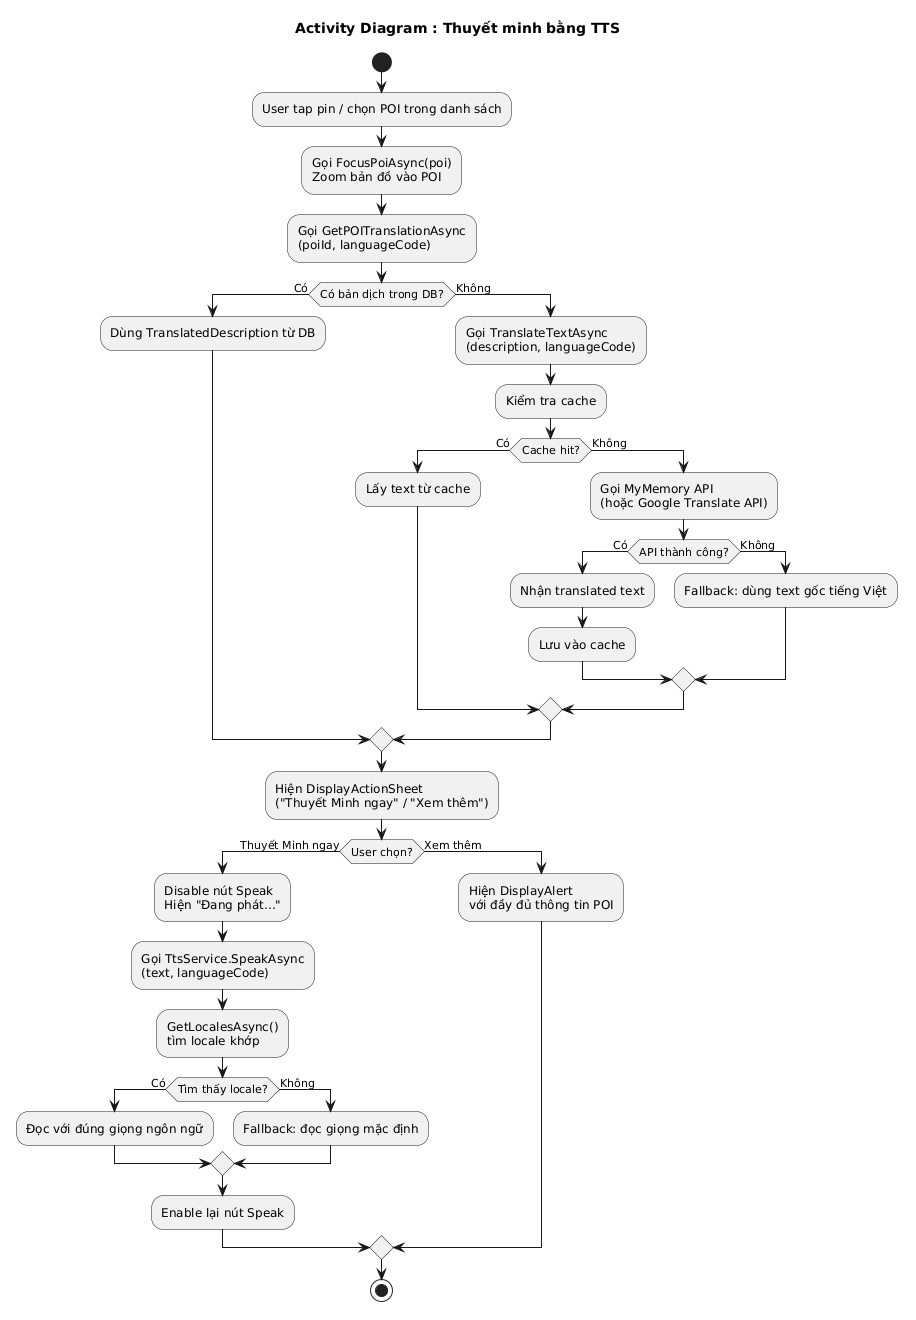 Activity Diagram : Thuyết minh bằng TTS
User tap pin / chọn POI trong danh sách
Gọi FocusPoiAsync(poi)
Zoom bản đồ vào POI
Gọi GetPOITranslationAsync
(poiId, languageCode)
Có
Có bản dịch trong DB?
Không
Dùng TranslatedDescription từ DB
Gọi TranslateTextAsync
(description, languageCode)
Kiểm tra cache
Có
Cache hit?
Không
Lấy text từ cache
Gọi MyMemory API
(hoặc Google Translate API)
Có
API thành công?
Không
Nhận translated text
Fallback: dùng text gốc tiếng Việt
Lưu vào cache
Hiện DisplayActionSheet
("Thuyết Minh ngay" / "Xem thêm")
Thuyết Minh ngay
User chọn?
Xem thêm
Disable nút Speak
Hiện "Đang phát..."
Hiện DisplayAlert
với đầy đủ thông tin POI
Gọi TtsService.SpeakAsync
(text, languageCode)
GetLocalesAsync()
tìm locale khớp
Có
Tìm thấy locale?
Không
Đọc với đúng giọng ngôn ngữ
Fallback: đọc giọng mặc định
Enable lại nút Speak